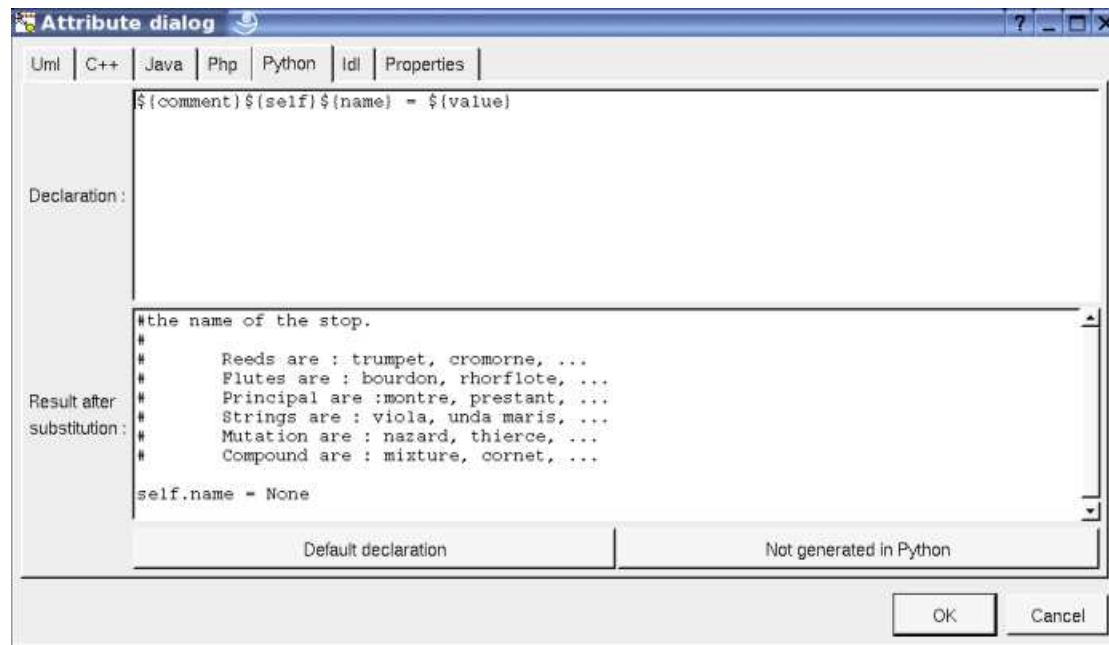 Attribute dialog
?
Uml C++ Java Php Python Idl Properties
Declaration :
${comment}${self}${name} = ${value}
Result after
substitution :
#the name of the stop.
#
#       Reeds are : trumpet, cromorne, ...
#       Flutes are : bourdon, rhorflote, ...
#       Principal are :montre, prestant, ...
#       Strings are : viola, unda maris, ...
#       Mutation are : nazard, thierce, ...
#       Compound are : mixture, cornet, ...
self.name = None
Default declaration Not generated in Python
OK Cancel